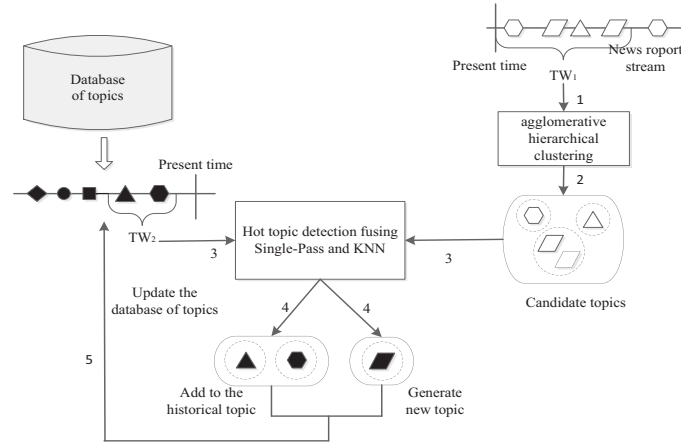 Database
of topics
Present time
News roport
stream
TW1
1
agglomerative
hierarchical
clustering
2
Present time
TW2
3
Hot topic detection fusing
Single-Pass and KNN
3
Candidate topics
Update the
database of topics
4
4
5
Add to the
historical topic
Generate
new topic